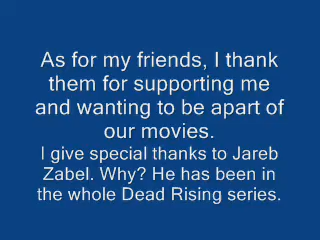 As for my friends, I thank
them for supporting me
and wanting to be apart of
our movies.
I give special thanks to Jareb
Zabel. Why? He has been in
the whole Dead Rising series.